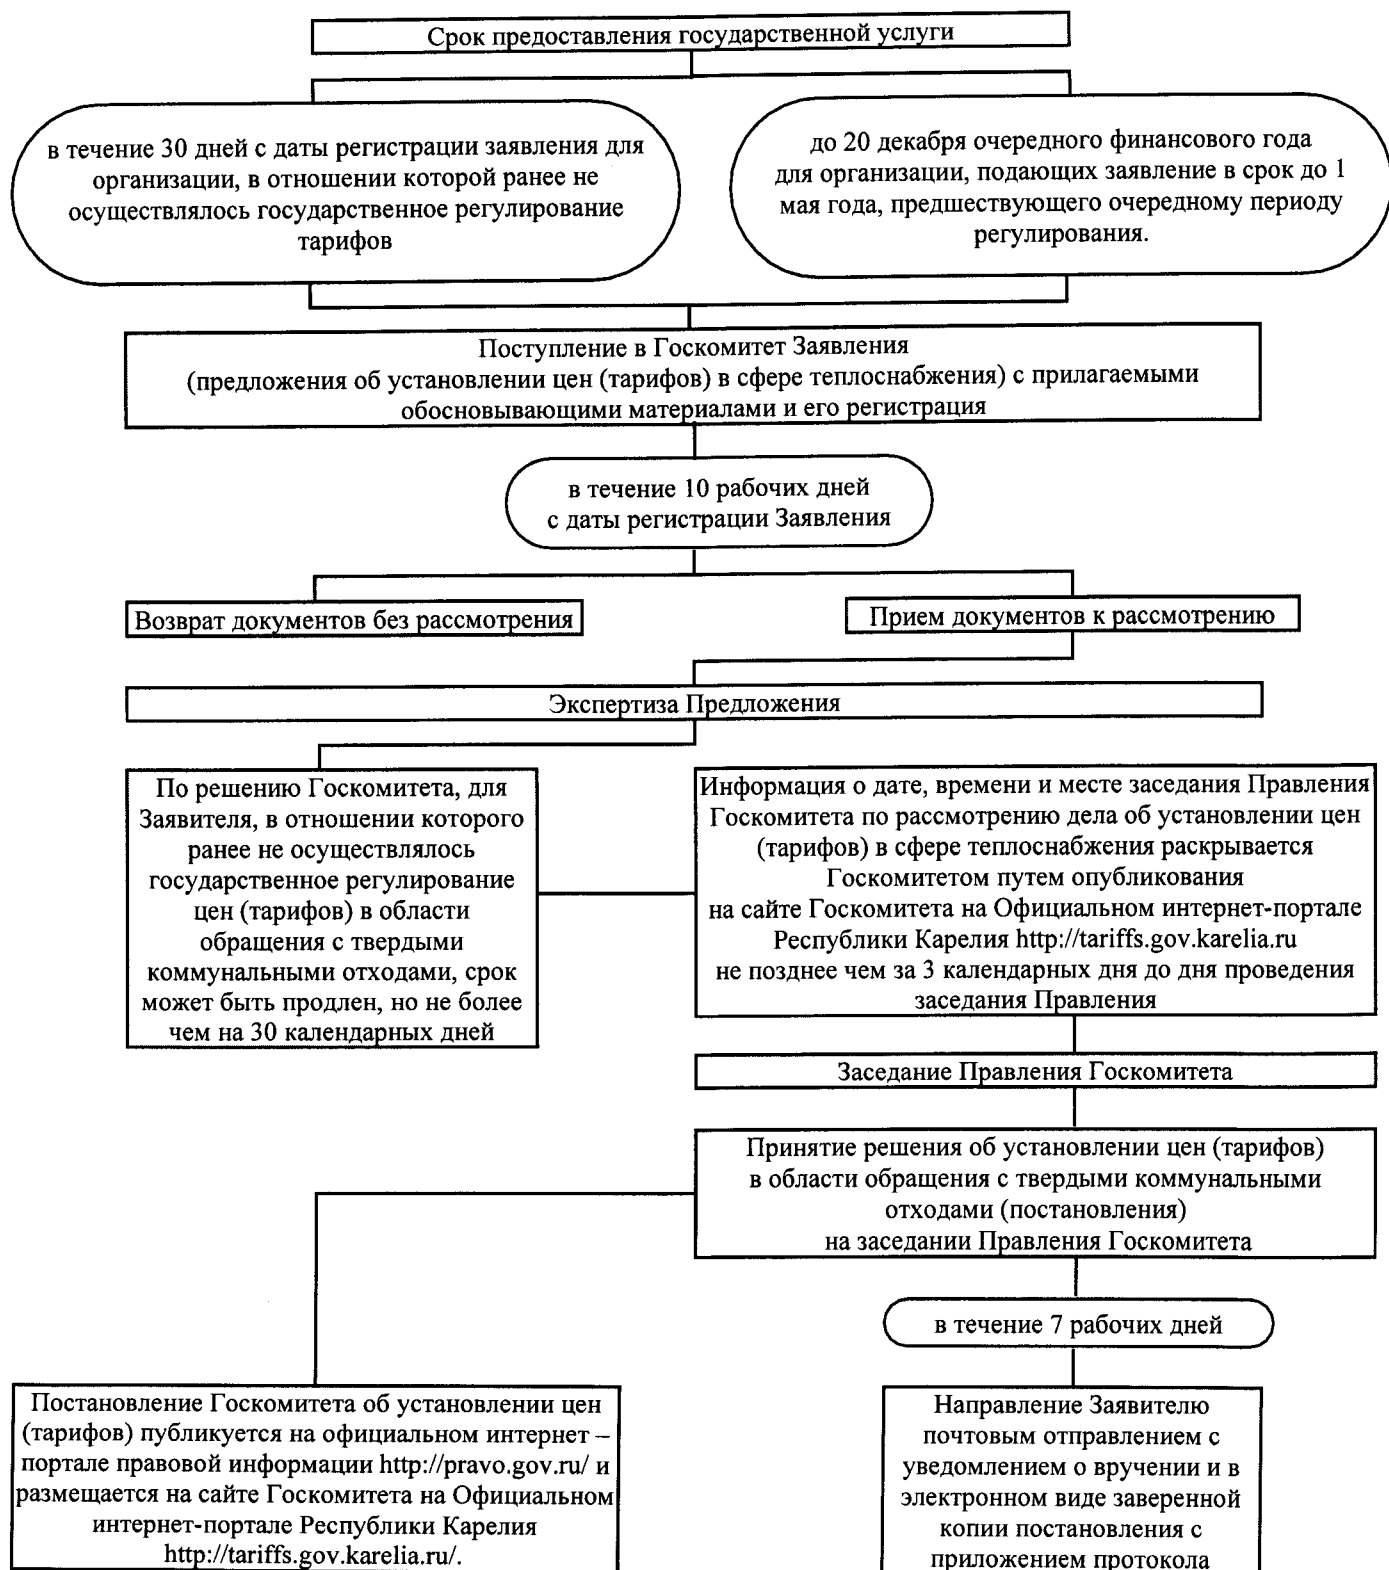 Срок предоставления государственной услуги
в течение 30 дней с даты регистрации заявления для
организации, в отношении которой ранее не
осуществлялось государственное регулирование
тарифов
до 20 декабря очередного финансового года
для организации, подающих заявление в срок до 1
мая года, предшествующего очередному периоду
регулирования.
Поступление в Госкомитет Заявления
(предложения об установлении цен (тарифов) в сфере теплоснабжения) с прилагаемыми
обосновывающими материалами и его регистрация
в течение 10 рабочих дней
с даты регистрации Заявления
Возврат документов без рассмотрения
Прием документов к рассмотрению
Экспертиза Предложения
По решению Госкомитета, для
Заявителя, в отношении которого
ранее не осуществлялось
государственное регулирование
цен (тарифов) в области
обращения с твердыми
коммунальными отходами, срок
может быть продлен, но не более
чем на 30 календарных дней
Информация о дате, времени и месте заседания Правления
Госкомитета по рассмотрению дела об установлении цен
(тарифов) в сфере теплоснабжения раскрывается
Госкомитетом путем опубликования
на сайте Госкомитета на Официальном интернет-портале
Республики Карелия http://tariffs.gov.karelia.ru
не позднее чем за 3 календарных дня до дня проведения
заседания Правления
Заседание Правления Госкомитета
Принятие решения об установлении цен (тарифов)
в области обращения с твердыми коммунальными
отходами (постановления)
на заседании Правления Госкомитета
в течение 7 рабочих дней
Постановление Госкомитета об установлении цен
(тарифов) публикуется на официальном интернет –
портале правовой информации http://pravo.gov.ru/ и
размещается на сайте Госкомитета на Официальном
интернет-портале Республики Карелия
http://tariffs.gov.karelia.ru/.
Направление Заявителю
почтовым отправлением с
уведомлением о вручении и в
электронном виде заверенной
копии постановления с
приложением протокола